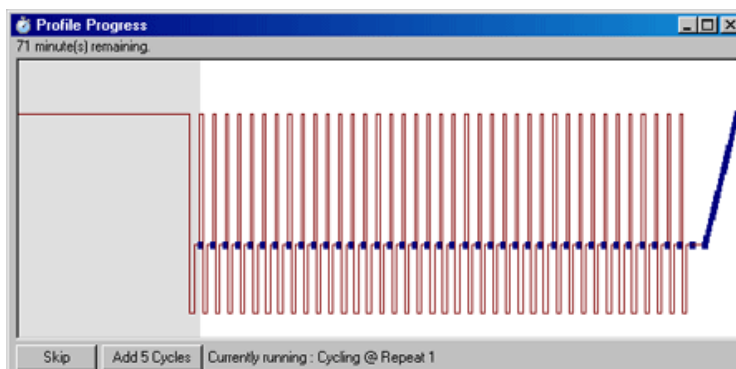 Profile Progress
71 minute(s) remaining.
Skip
Add 5 Cycles
Currently running : Cycling @ Repeat 1